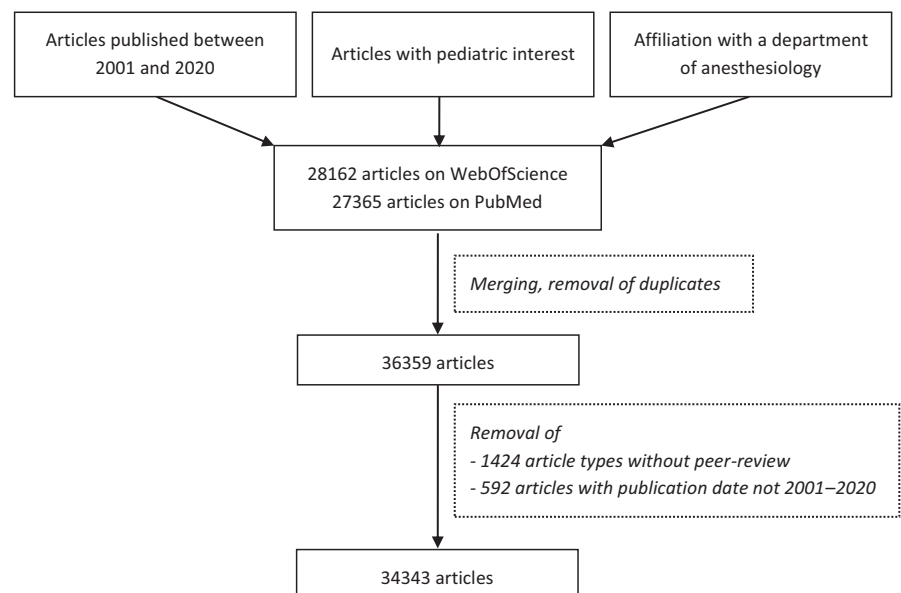 Articles published between
2001 and 2020
Articles with pediatric interest
Affiliation with a department
of anesthesiology
28162 articles on WebOfScience
27365 articles on PubMed
Merging, removal of duplicates
36359 articles
Removal of
- 1424 article types without peer-review
- 592 articles with publication date not 2001–2020
34343 articles